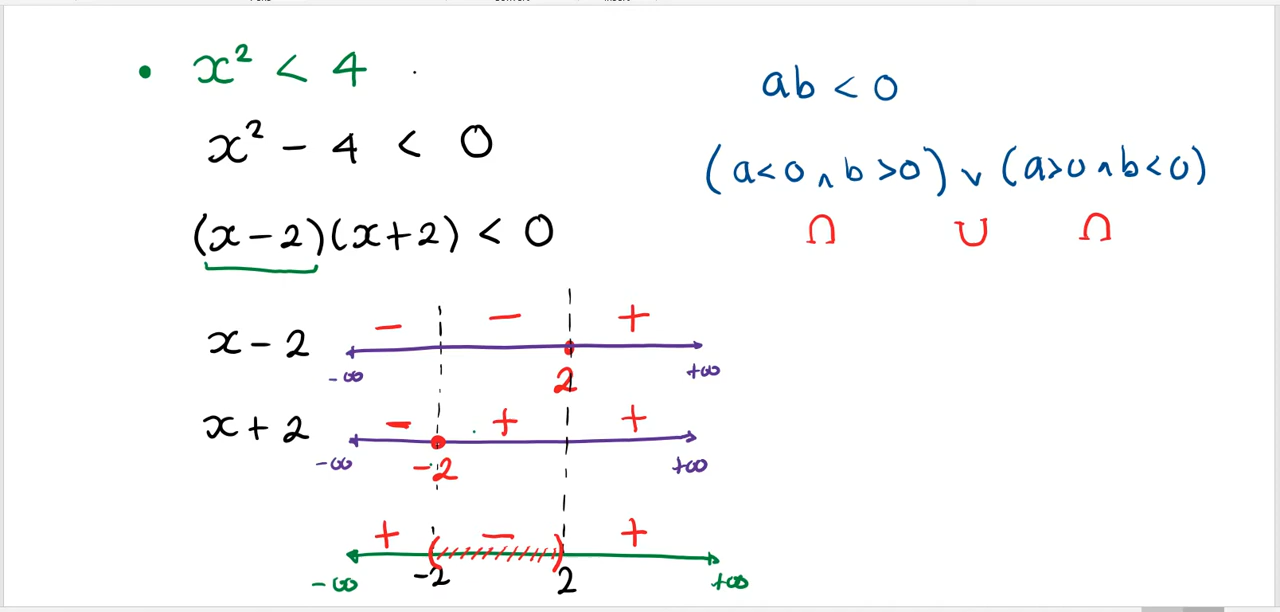 • x² < 4
x² - 4 < 0
(x-2)(x+2) < 0
ab < 0
(a<0 ∧ b>0) ∨ (a>0 ∧ b<0)
∩ ∪ ∩
- - +
x - 2
-∞ 2 +∞
- + +
x + 2
-∞ -2 +∞
+ - +
( )
-∞ -2 2 +∞